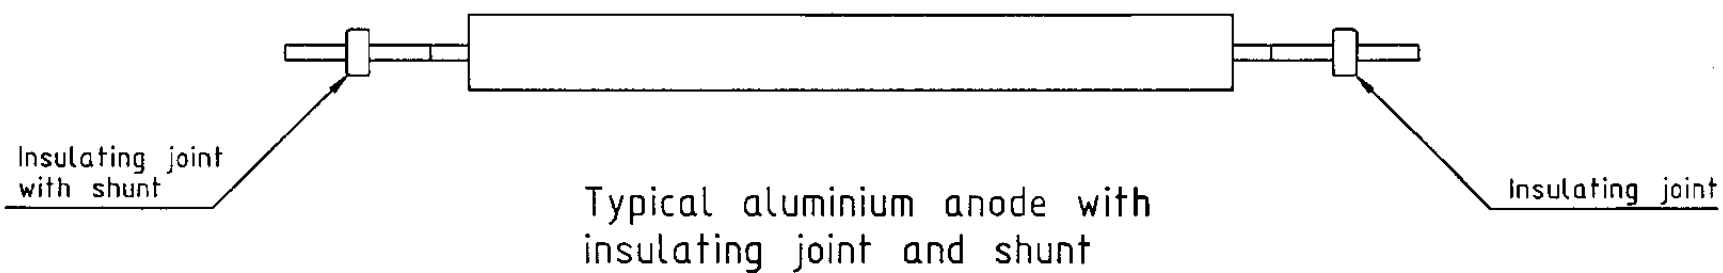 Insulating joint
with shunt
Insulating joint
Typical aluminium anode with
insulating joint and shunt